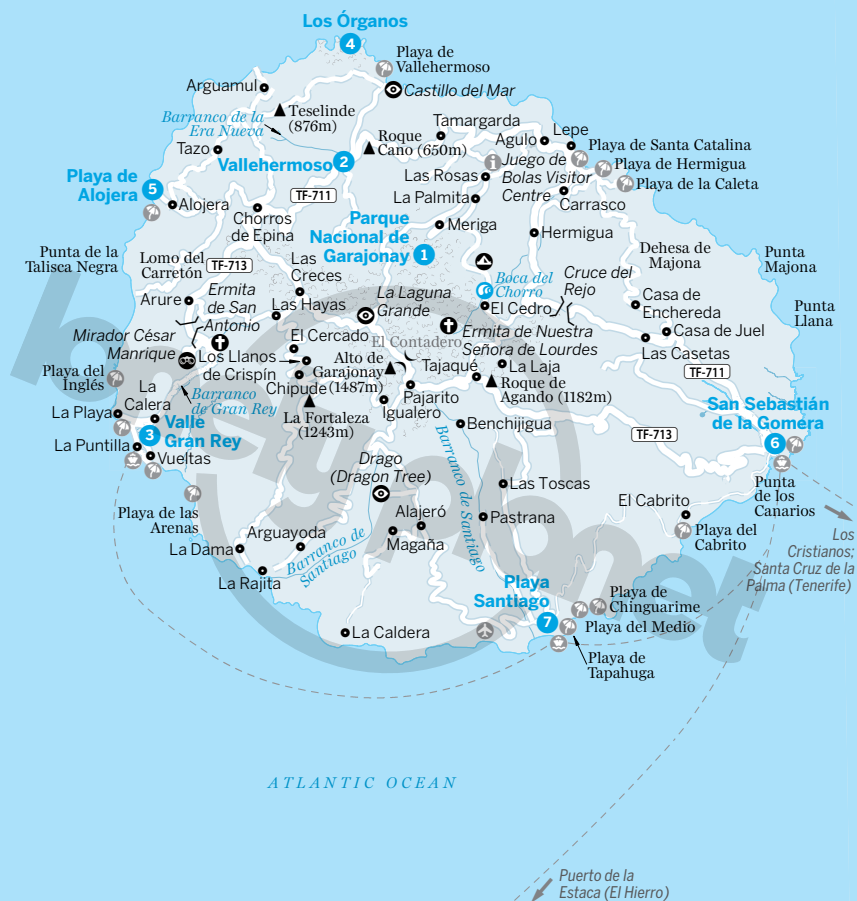 Los Órganos
4
Playa de
Vallehermoso
Arguamul
Castillo del Mar
Barranco de la
Era Nueva
Teselinde
(876m)
Tamargarda
Roque
Cano (650m)
Agulo
Lepe
Playa de Santa Catalina
Tazo
Vallehermoso
2
Las Rosas
Juego de
Bolas Visitor
Centre
Playa de Hermigua
Playa de la Caleta
Playa de
Alojera
5
TF-711
La Palmita
Carrasco
Alojera
Chorros
de Epina
Parque
Nacional de
Garajonay
1
Meriga
Hermigua
Dehesa de
Majona
Punta de la
Talisca Negra
Lomo del
Carretón
TF-713
Las
Creces
Boca del
Chorro
Cruce del
Rejo
Punta
Majona
Arure
Ermita
de San
Antonio
Las Hayas
La Laguna
Grande
El Cedro
Casa de
Enchereda
Punta
Llana
Mirador César
Manrique
El Cercado
El Contadero
Ermita de Nuestra
Señora de Lourdes
Casa de Juel
Las Casetas
Los Llanos
de Crispín
Alto de
Garajonay
(1487m)
Tajaqué
La Laja
TF-711
Playa del
Inglés
La
Calera
Barranco
de Gran Rey
Chipude
Pajarito
Roque de
Agando (1182m)
La Playa
La Fortaleza
(1243m)
Igualero
San Sebastián
de la Gomera
6
La Puntilla
3
Valle
Gran Rey
Benchijigua
TF-713
Vueltas
Drago
(Dragon Tree)
Barranco de Santiago
Las Toscas
Punta
de los
Canarios
Playa de las
Arenas
Alajeró
El Cabrito
Pastrana
Arguayoda
Magaña
Playa del
Cabrito
Los
Cristianos;
Santa Cruz de la
Palma (Tenerife)
La Dama
Barranco de
Santiago
La Rajita
Playa
Santiago
7
Playa de
Chinguarime
La Caldera
Playa del Medio
Playa de
Tapahuga
ATLANTIC OCEAN
Puerto de la
Estaca (El Hierro)